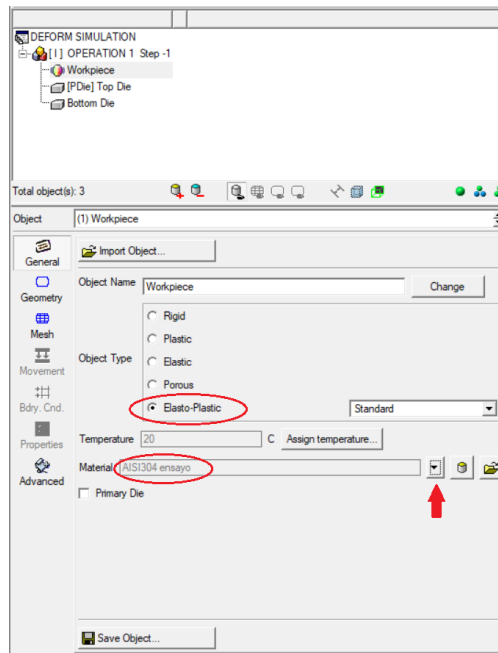 DEFORM SIMULATION
[1] OPERATION 1 Step -1
Workpiece
[PDie] Top Die
Bottom Die
Total object(s): 3
Object (1) Workpiece
General
Import Object...
Geometry
Object Name Workpiece Change
Mesh
Object Type
Rigid
Plastic
Elastic
Porous
Elasto-Plastic Standard
Movement
Bdry. Cnd.
Properties
Advanced
Temperature 20 C Assign temperature...
Material AISI304 ensayo
Primary Die
Save Object...